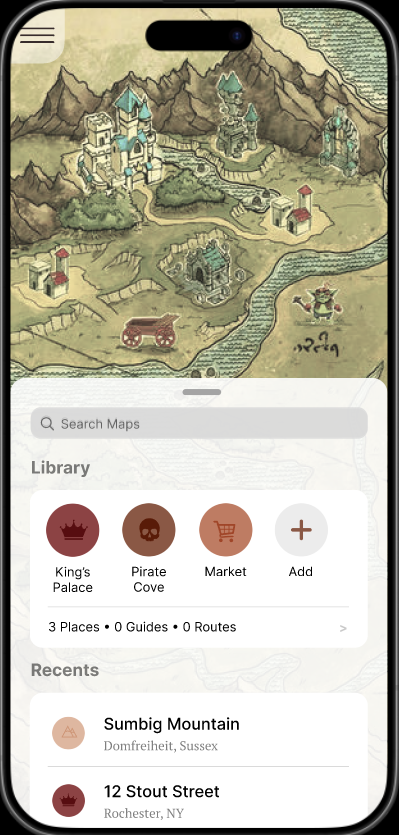 Search Maps
Library
King's
Palace
Pirate
Cove
Market
Add
3 Places • 0 Guides • 0 Routes >
Recents
Sumbig Mountain
Domfreiheit, Sussex
12 Stout Street
Rochester, NY